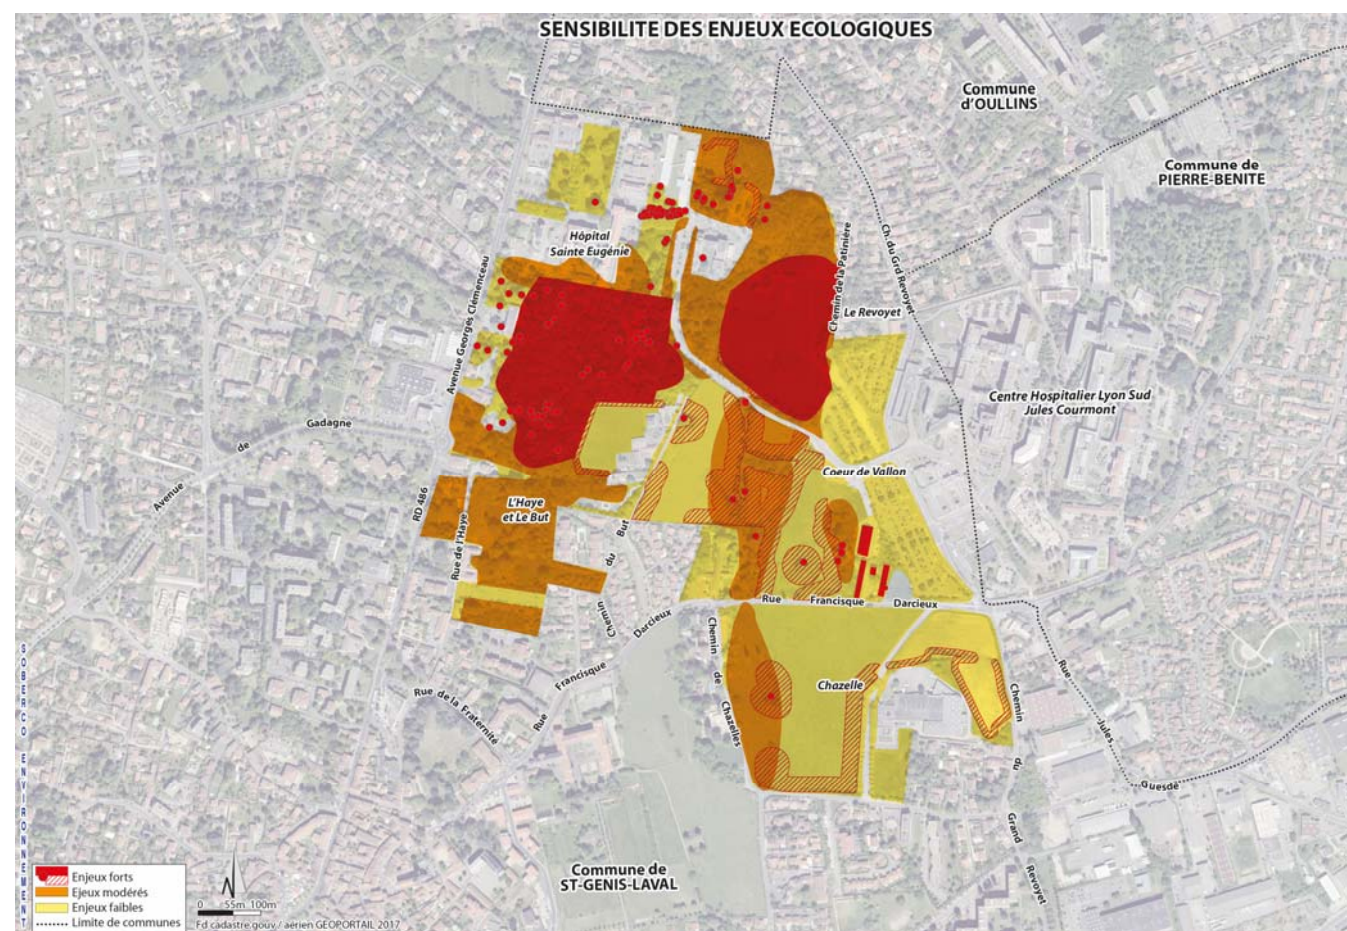 SENSIBILITE DES ENJEUX ECOLOGIQUES
Commune
d'OULLINS
Commune de
PIERRE-BENITE
Hôpital
Sainte Eugénie
Avenue Georges Clémenceau
Chemin de la Patinière
Ch. du Grd Revoyet
Le Revoyet
Centre Hospitalier Lyon Sud
Jules Courmont
Avenue de Gadagne
Coeur de Vallon
RD 486
L'Haye
et Le But
Rue de l'Haye
Chemin du But
Rue Francisque Darcieux
Rue Francisque Darcieux
Chemin de Chazelles
Chazelle
Rue de la Fraternité
Chemin du Grand Revoyet
Rue Jules Guesde
Commune de
ST-GENIS-LAVAL
SOBERCO ENVIRONNEMENT
Enjeux forts
Ejeux modérés
Enjeux faibles
Limite de communes
N
0 55m 100m
Fd cadastre.gouv / aérien GEOPORTAIL 2017